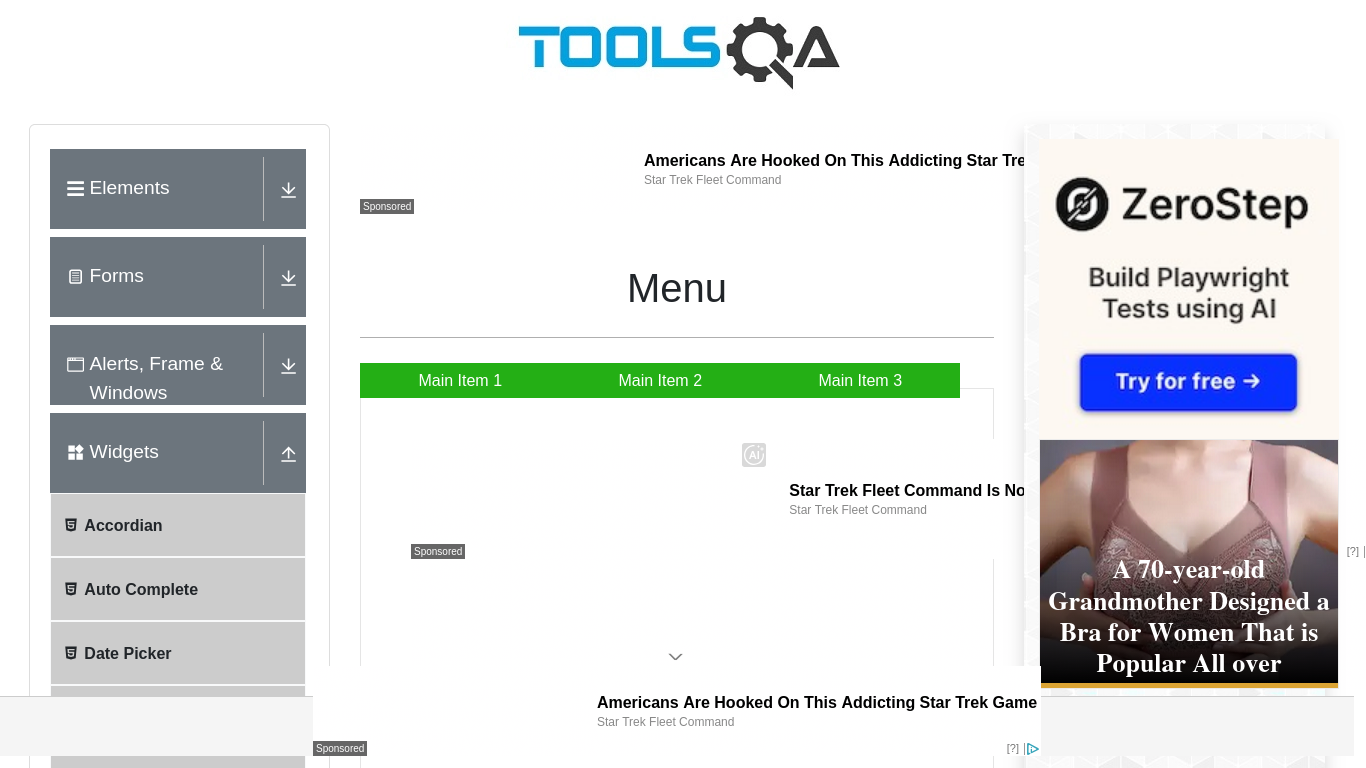 TOOLSQA
Elements
Forms
Alerts, Frame &
Windows
Widgets
Accordian
Auto Complete
Date Picker
Americans Are Hooked On This Addicting Star Tre
Star Trek Fleet Command
Sponsored
Menu
Main Item 1
Main Item 2
Main Item 3
AI
Star Trek Fleet Command Is No
Star Trek Fleet Command
Sponsored
Americans Are Hooked On This Addicting Star Trek Game
Star Trek Fleet Command
Sponsored
[?]
ZeroStep
Build Playwright
Tests using AI
Try for free →
A 70-year-old
Grandmother Designed a
Bra for Women That is
Popular All over
[?]